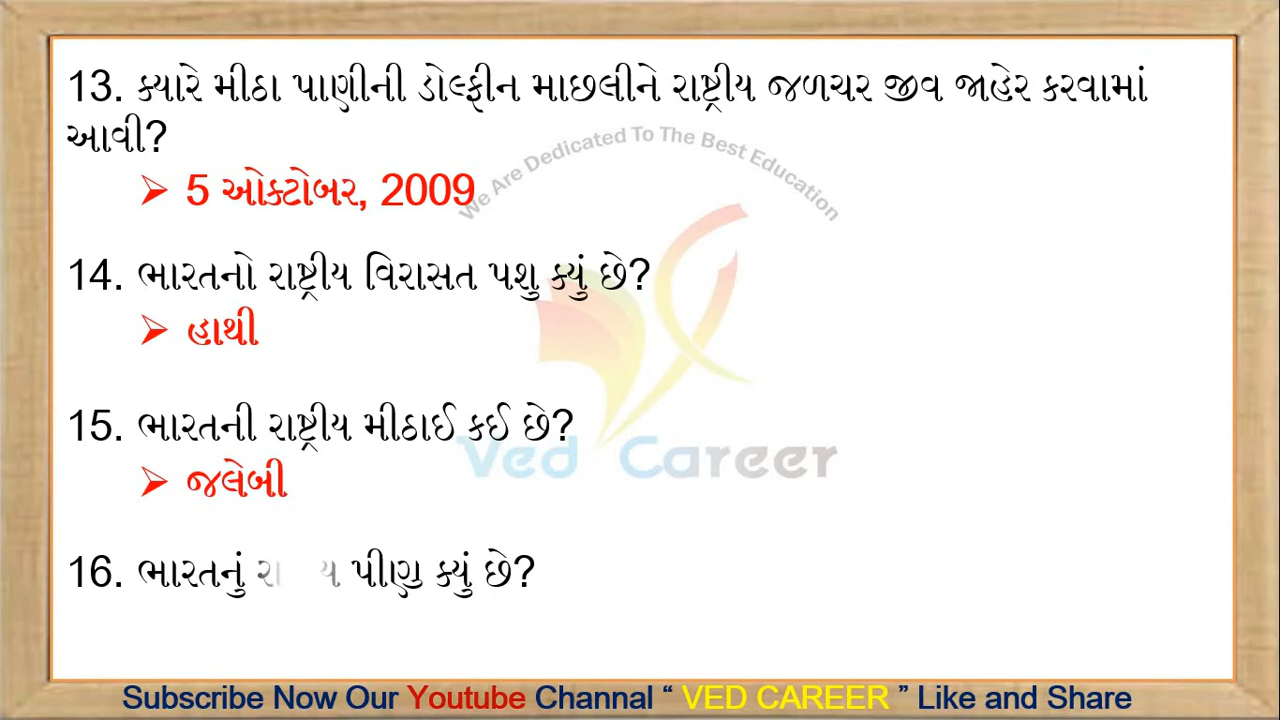 13. ક્યારે મીઠા પાણીની ડોલ્ફીન માછલીને રાષ્ટ્રીય જળચર જીવ જાહેર કરવામાં
આવી?
We Are Dedicated To The Best Education
➢ 5 ઓક્ટોબર, 2009
14. ભારતનો રાષ્ટ્રીય વિરાસત પશુ ક્યું છે?
➢ હાથી
15. ભારતની રાષ્ટ્રીય મીઠાઈ કઈ છે?
Ved Career
➢ જલેબી
16. ભારતનું પીણુ ક્યું છે?
Subscribe Now Our Youtube Channal “ VED CAREER ” Like and Share